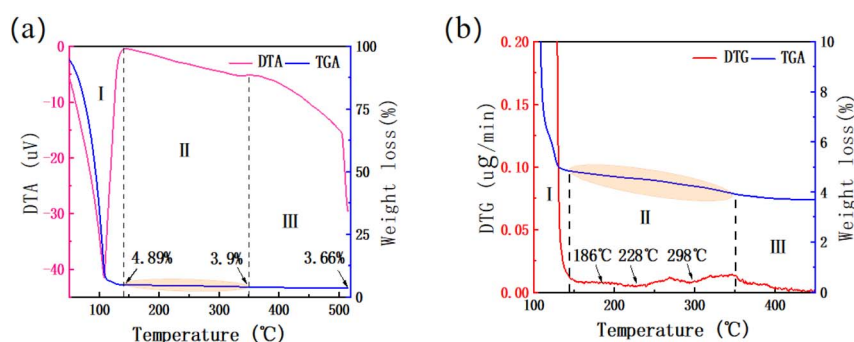 (a)
DTA
TGA
I
II
III
4.89%
3.9%
3.66%
0
-10
-20
-30
-40
DTA (uV)
100
75
50
25
0
Weight loss(%)
100
200
300
400
500
Temperature (℃)
(b)
DTG
TGA
I
II
III
186℃
228℃
298℃
0.20
0.15
0.10
0.05
0.00
DTG (ug/min)
10
8
6
4
2
0
Weight loss(%)
100
200
300
400
Temperature(℃)